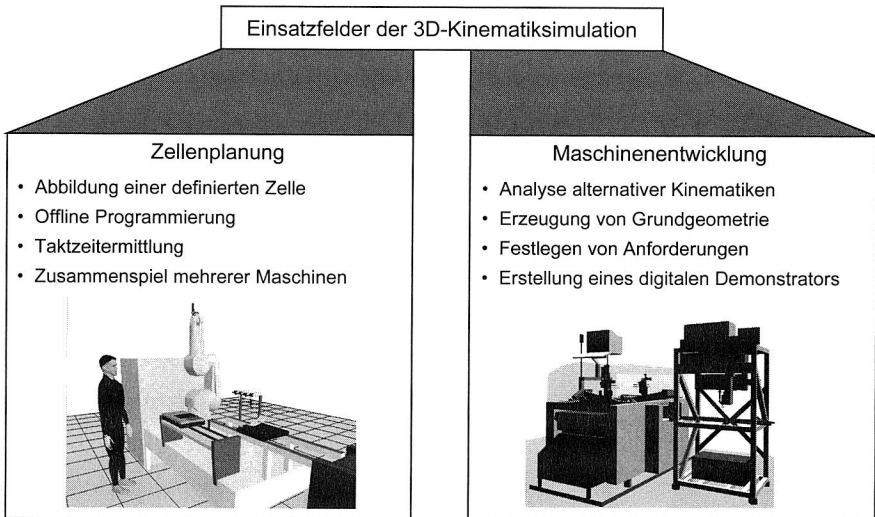 Einsatzfelder der 3D-Kinematiksimulation
Zellenplanung
• Abbildung einer definierten Zelle
• Offline Programmierung
• Taktzeitermittlung
• Zusammenspiel mehrerer Maschinen
Maschinenentwicklung
• Analyse alternativer Kinematiken
• Erzeugung von Grundgeometrie
• Festlegen von Anforderungen
• Erstellung eines digitalen Demonstrators